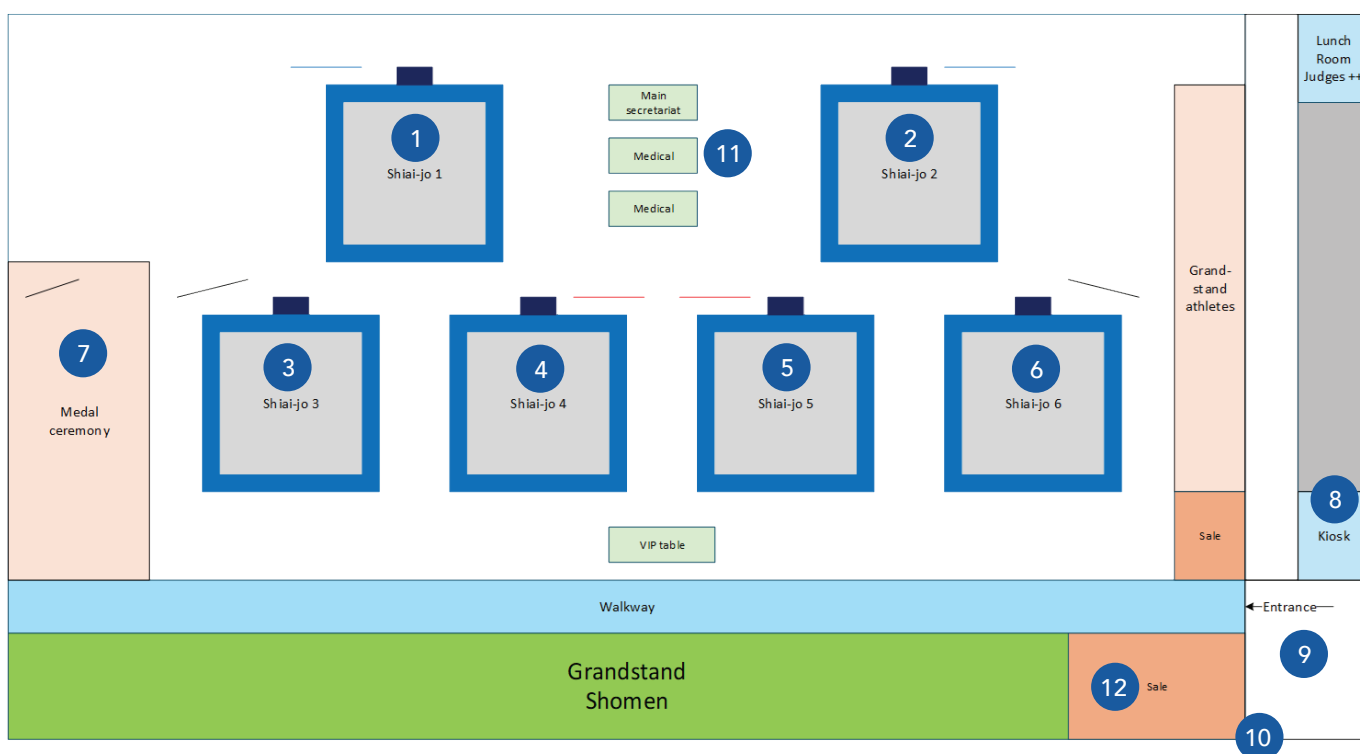 Lunch
Room
Judges ++
Main
secretariat
1
Shiai-jo 1
11
Medical
2
Shiai-jo 2
Medical
Grand-
stand
athletes
7
Medal
ceremony
3
Shiai-jo 3
4
Shiai-jo 4
5
Shiai-jo 5
6
Shiai-jo 6
8
Kiosk
Sale
VIP table
Walkway
Entrance
9
Grandstand
Shomen
12
Sale
10